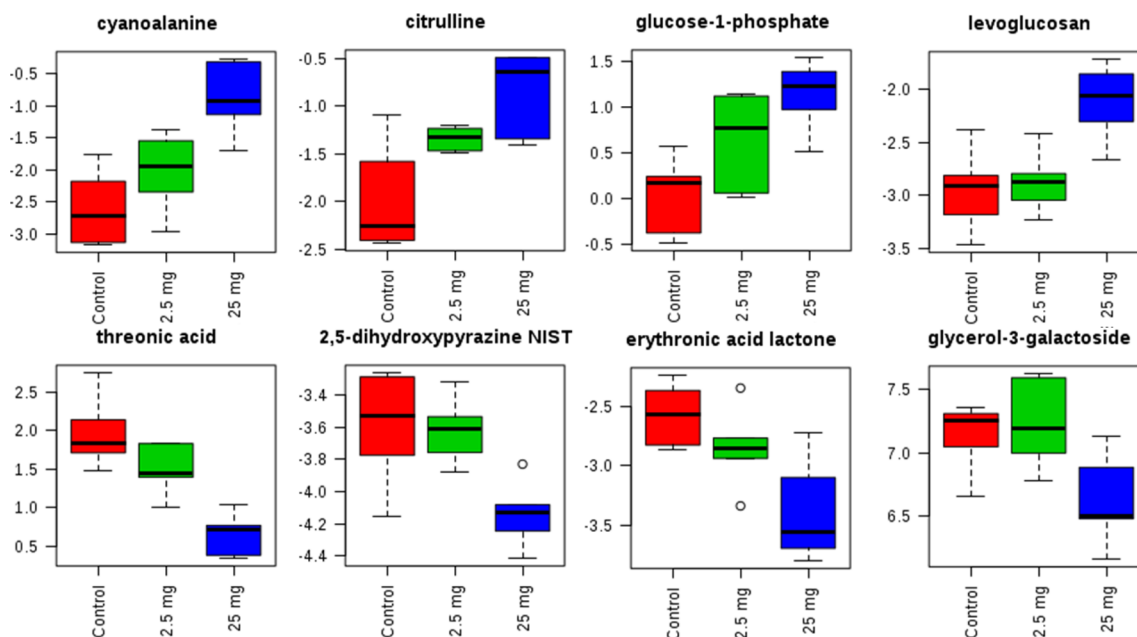 cyanoalanine
-0.5
-1.0
-1.5
-2.0
-2.5
-3.0
Control
2.5 mg
25 mg
citrulline
-0.5
-1.0
-1.5
-2.0
-2.5
Control
2.5 mg
25 mg
glucose-1-phosphate
1.5
1.0
0.5
0.0
-0.5
Control
2.5 mg
25 mg
levoglucosan
-2.0
-2.5
-3.0
-3.5
Control
2.5 mg
25 mg
threonic acid
2.5
2.0
1.5
1.0
0.5
Control
2.5 mg
25 mg
2,5-dihydroxypyrazine NIST
-3.4
-3.6
-3.8
-4.0
-4.2
-4.4
Control
2.5 mg
25 mg
erythronic acid lactone
-2.5
-3.0
-3.5
Control
2.5 mg
25 mg
glycerol-3-galactoside
7.5
7.0
6.5
Control
2.5 mg
25 mg